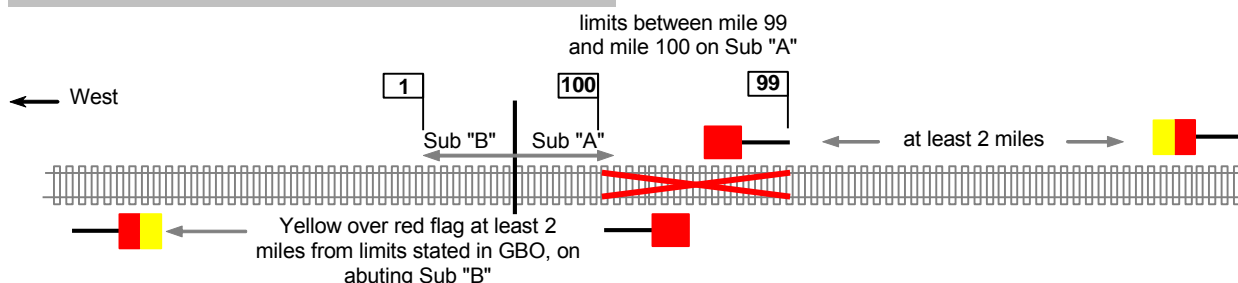 limits between mile 99
and mile 100 on Sub "A"
1
100
99
West
Sub "B"
Sub "A"
at least 2 miles
Yellow over red flag at least 2
miles from limits stated in GBO, on
abuting Sub "B"